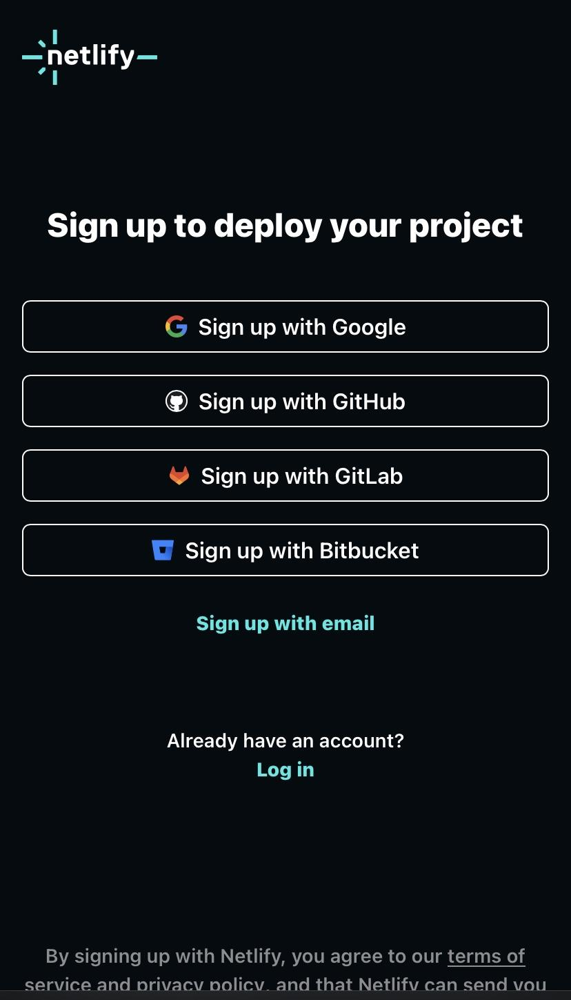 netlify
Sign up to deploy your project
Sign up with Google
Sign up with GitHub
Sign up with GitLab
Sign up with Bitbucket
Sign up with email
Already have an account?
Log in
By signing up with Netlify, you agree to our terms of
service and privacy policy, and that Netlify can send you